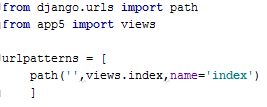 from django.urls import path
from app5 import views
urlpatterns = [
path('',views.index,name='index')
]